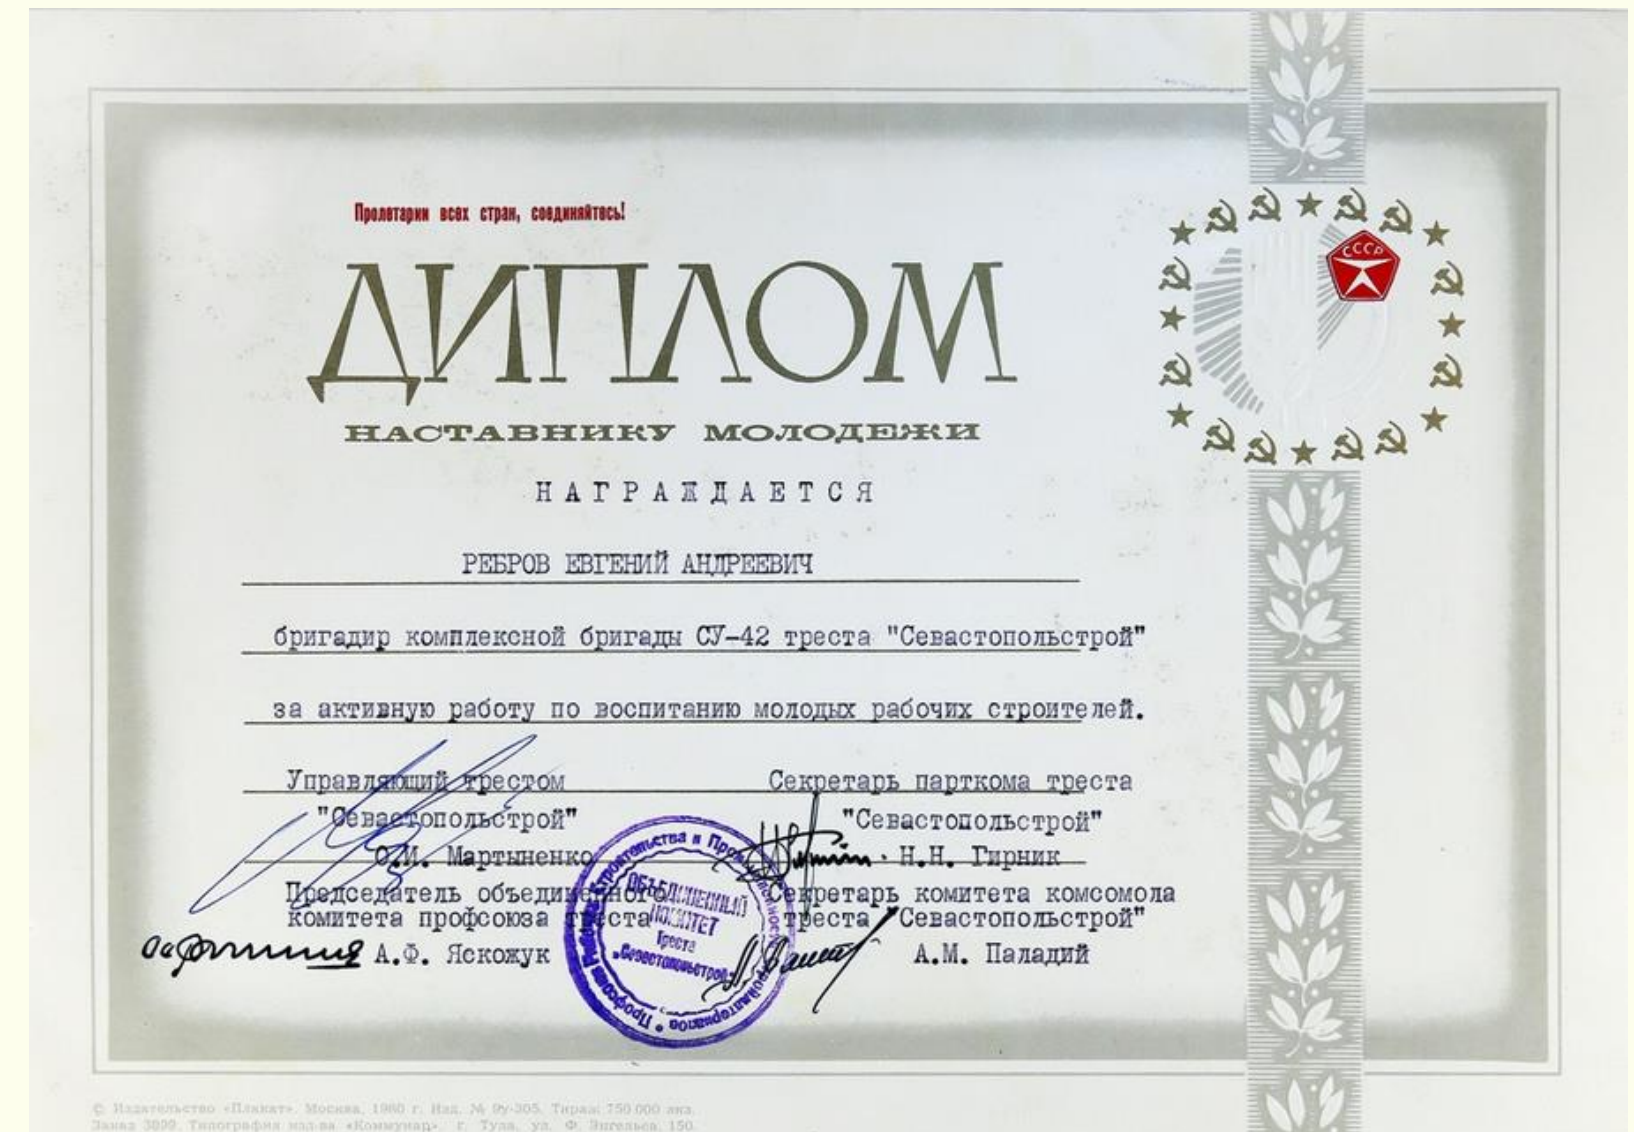 Пролетарии всех стран, соединяйтесь!
СССР
ДИПЛОМ
НАСТАВНИКУ МОЛОДЕЖИ
НАГРАЖДАЕТСЯ
РЕБРОВ ЕВГЕНИЙ АНДРЕЕВИЧ
бригадир комплексной бригады СУ-42 треста "Севастопольстрой"
за активную работу по воспитанию молодых рабочих строителей.
Управляющий трестом
"Севастопольстрой"
О.И. Мартыненко
Секретарь парткома треста
"Севастопольстрой"
Н.Н. Гирник
Председатель объединенного
комитета профсоюза треста
А.Ф. Яскожук
Секретарь комитета комсомола
треста "Севастопольстрой"
А.М. Паладий
ОБЪЕДИНЕННЫЙ
КОМИТЕТ
Треста
„Севастопольстрой"
© Издательство «Плакат». Москва, 1980 г. Изд. № 9у-305. Тираж 750 000 экз.
Заказ 3099. Типография изд-ва «Коммунар», г. Тула, ул. Ф. Энгельса, 150.